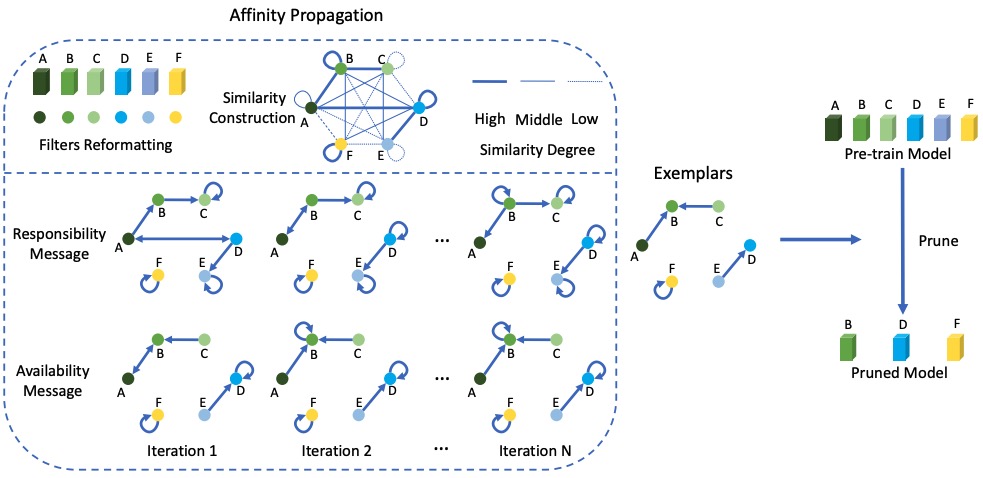 Affinity Propagation
A B C D E F
Filters Reformatting
Similarity
Construction
A B C D E F
High Middle Low
Similarity Degree
Responsibility
Message
A B C D E F
A B C D E F
...
A B C D E F
Availability
Message
A B C D E F
A B C D E F
...
A B C D E F
Iteration 1
Iteration 2
...
Iteration N
Exemplars
A B C D E F
A B C D E F
Pre-train Model
Prune
B D F
Pruned Model